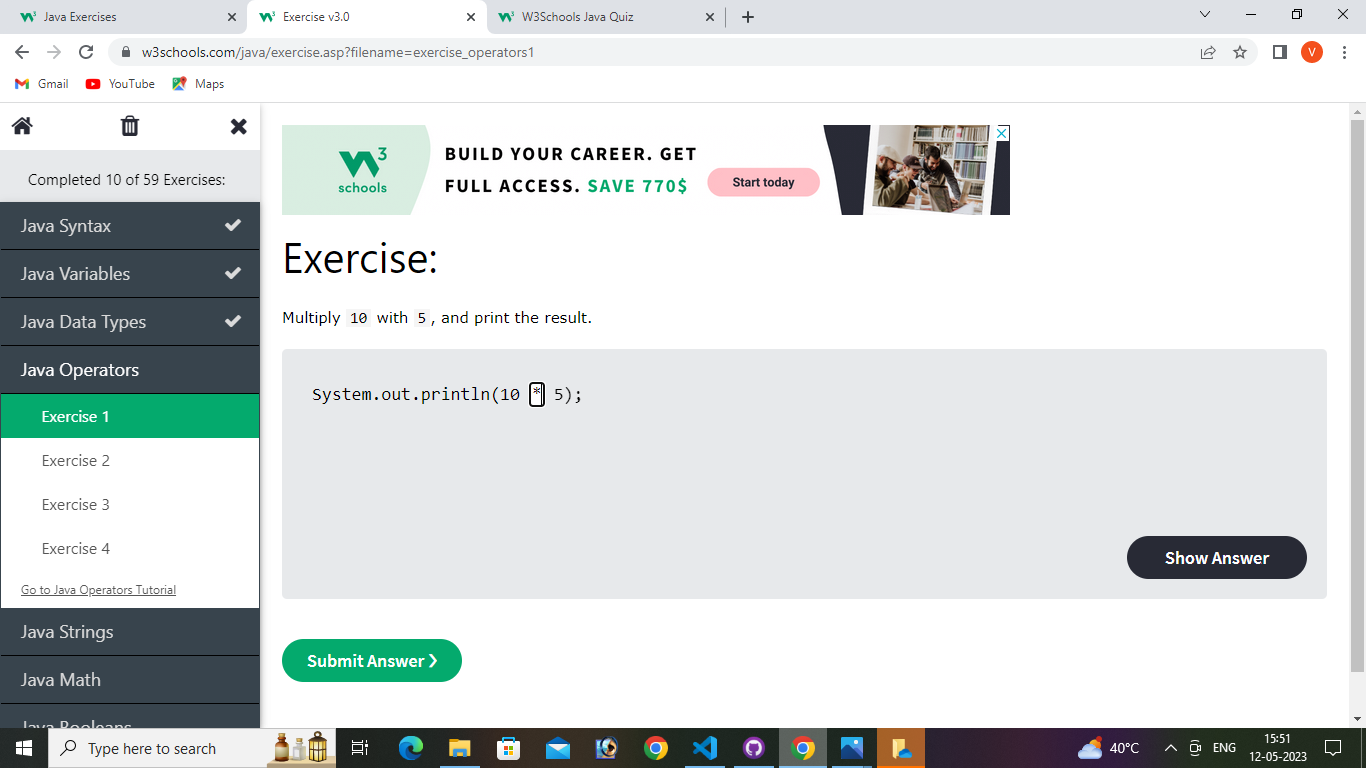 Java Exercises
Exercise v3.0
W3Schools Java Quiz
w3schools.com/java/exercise.asp?filename=exercise_operators1
V
Gmail
YouTube
Maps
Completed 10 of 59 Exercises:
Java Syntax
Java Variables
Java Data Types
Java Operators
Exercise 1
Exercise 2
Exercise 3
Exercise 4
Go to Java Operators Tutorial
Java Strings
Java Math
Java Booleans
3
schools
BUILD YOUR CAREER. GET
FULL ACCESS. SAVE 770$
Start today
Exercise:
Multiply 10 with 5, and print the result.
System.out.println(10 * 5);
Show Answer
Submit Answer ❯
Type here to search
40°C
ENG
15:51
12-05-2023